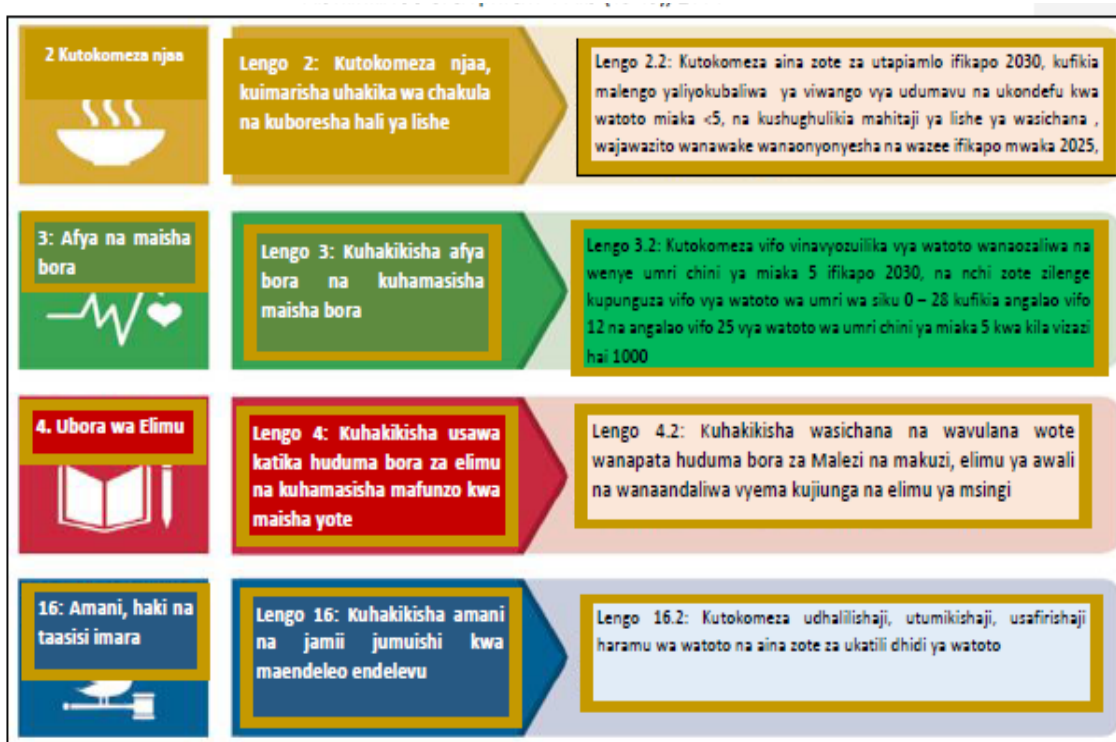 2 Kutokomeza njaa
Lengo 2: Kutokomeza njaa,
kuimarisha uhakika wa chakula
na kuboresha hali ya lishe
Lengo 2.2: Kutokomeza aina zote za utapiamlo ifikapo 2030, kufikia
malengo yaliyokubaliwa ya viwango vya udumavu na ukondefu kwa
watoto miaka <5, na kushughulikia mahitaji ya lishe ya wasichana ,
wajawazito wanawake wanaonyonyesha na wazee ifikapo mwaka 2025,
3: Afya na maisha
bora
Lengo 3: Kuhakikisha afya
bora na kuhamasisha
maisha bora
Lengo 3.2: Kutokomeza vifo vinavyozuilika vya watoto wanaozaliwa na
wenye umri chini ya miaka 5 ifikapo 2030, na nchi zote zilenge
kupunguza vifo vya watoto wa umri wa siku 0 – 28 kufikia angalao vifo
12 na angalao vifo 25 vya watoto wa umri chini ya miaka 5 kwa kila vizazi
hai 1000
4. Ubora wa Elimu
Lengo 4: Kuhakikisha usawa
katika huduma bora za elimu
na kuhamasisha mafunzo kwa
maisha yote
Lengo 4.2: Kuhakikisha wasichana na wavulana wote
wanapata huduma bora za Malezi na makuzi, elimu ya awali
na wanaandaliwa vyema kujiunga na elimu ya msingi
16: Amani, haki na
taasisi imara
Lengo 16: Kuhakikisha amani
na jamii jumuishi kwa
maendeleo endelevu
Lengo 16.2: Kutokomeza udhalilishaji, utumikishaji, usafirishaji
haramu wa watoto na aina zote za ukatili dhidi ya watoto